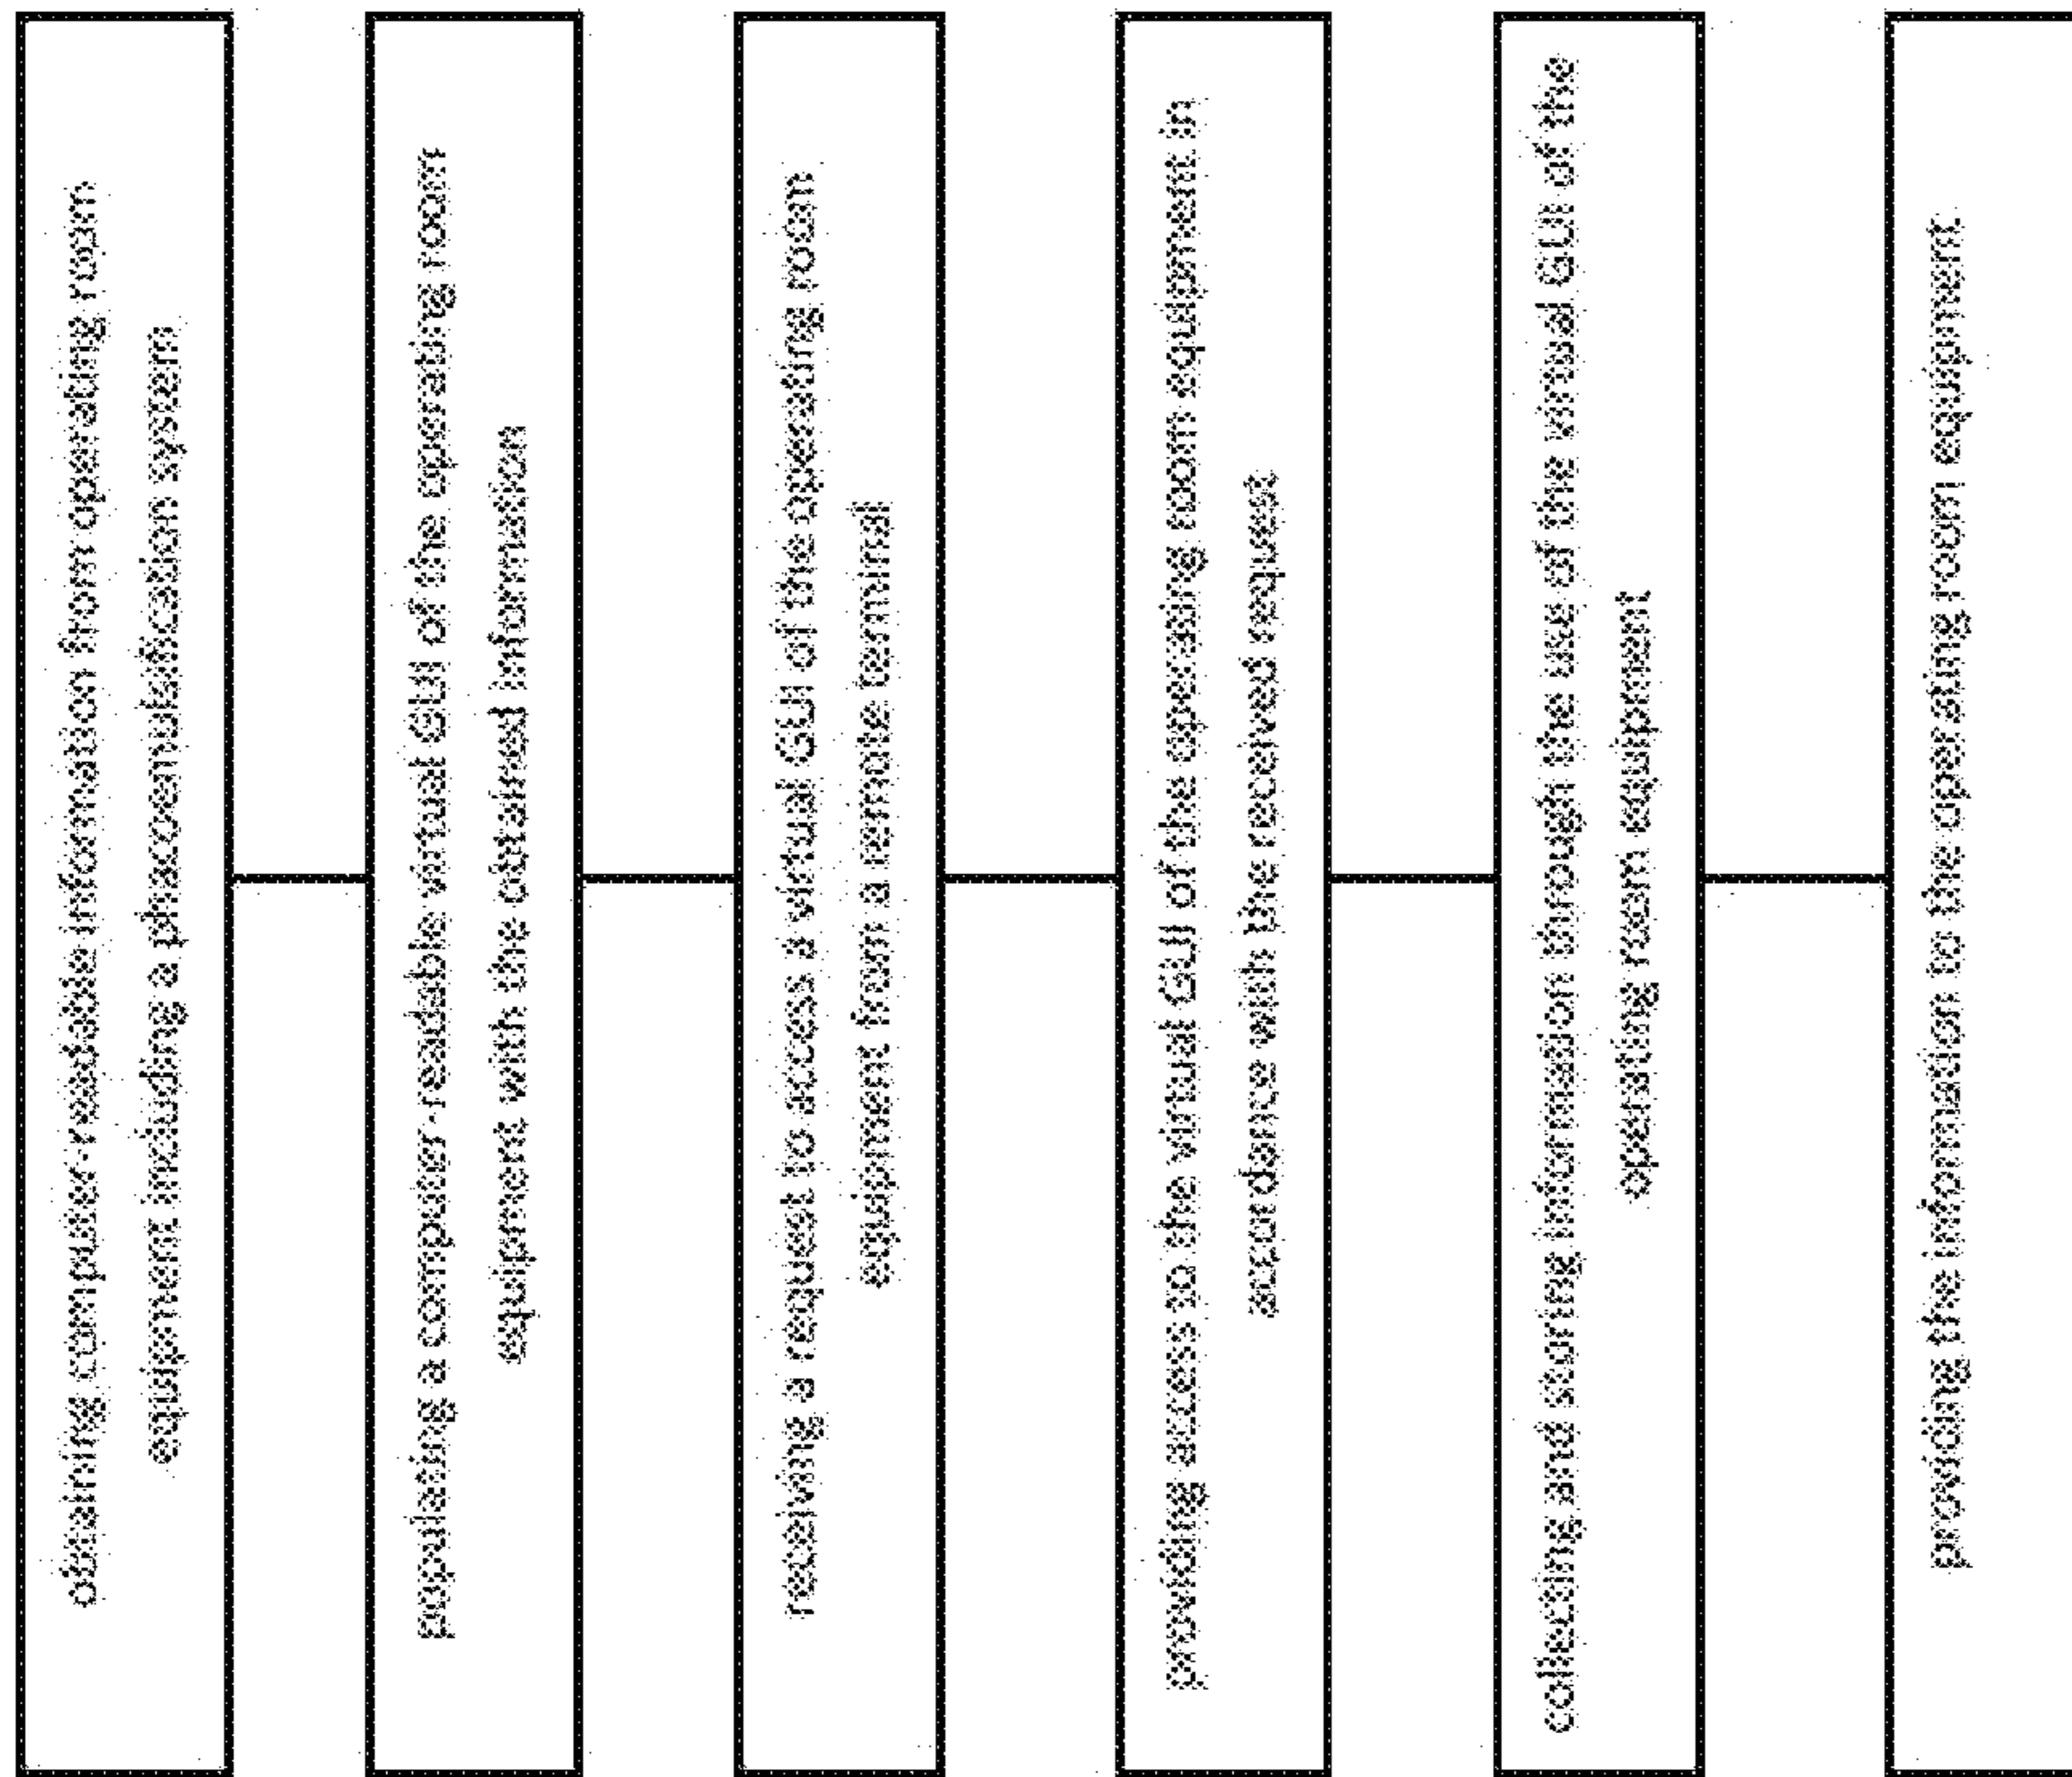 obtaining computer-readable information from operating room
equipment including a phacoemulsification system
populating a computer-readable virtual GUI of the operating room
equipment with the obtained information
receiving a request to access a virtual GUI of the operating room
equipment from a remote terminal
providing access to the virtual GUI of the operating room equipment in
accordance with the received request
collecting and storing information through the use of the virtual GUI of the
operating room equipment
providing the information to the operating room equipment